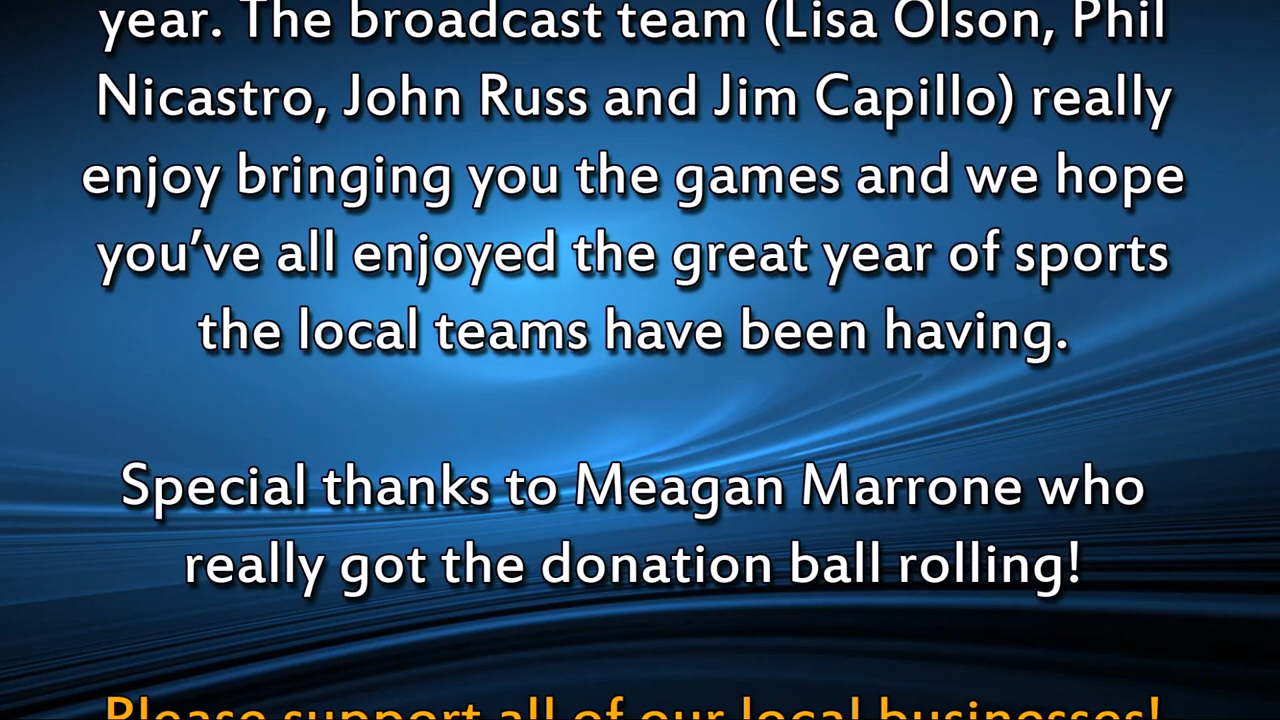 year. The broadcast team (Lisa Olson, Phil
Nicastro, John Russ and Jim Capillo) really
enjoy bringing you the games and we hope
you’ve all enjoyed the great year of sports
the local teams have been having.
Special thanks to Meagan Marrone who
really got the donation ball rolling!
Please support all of our local businesses!